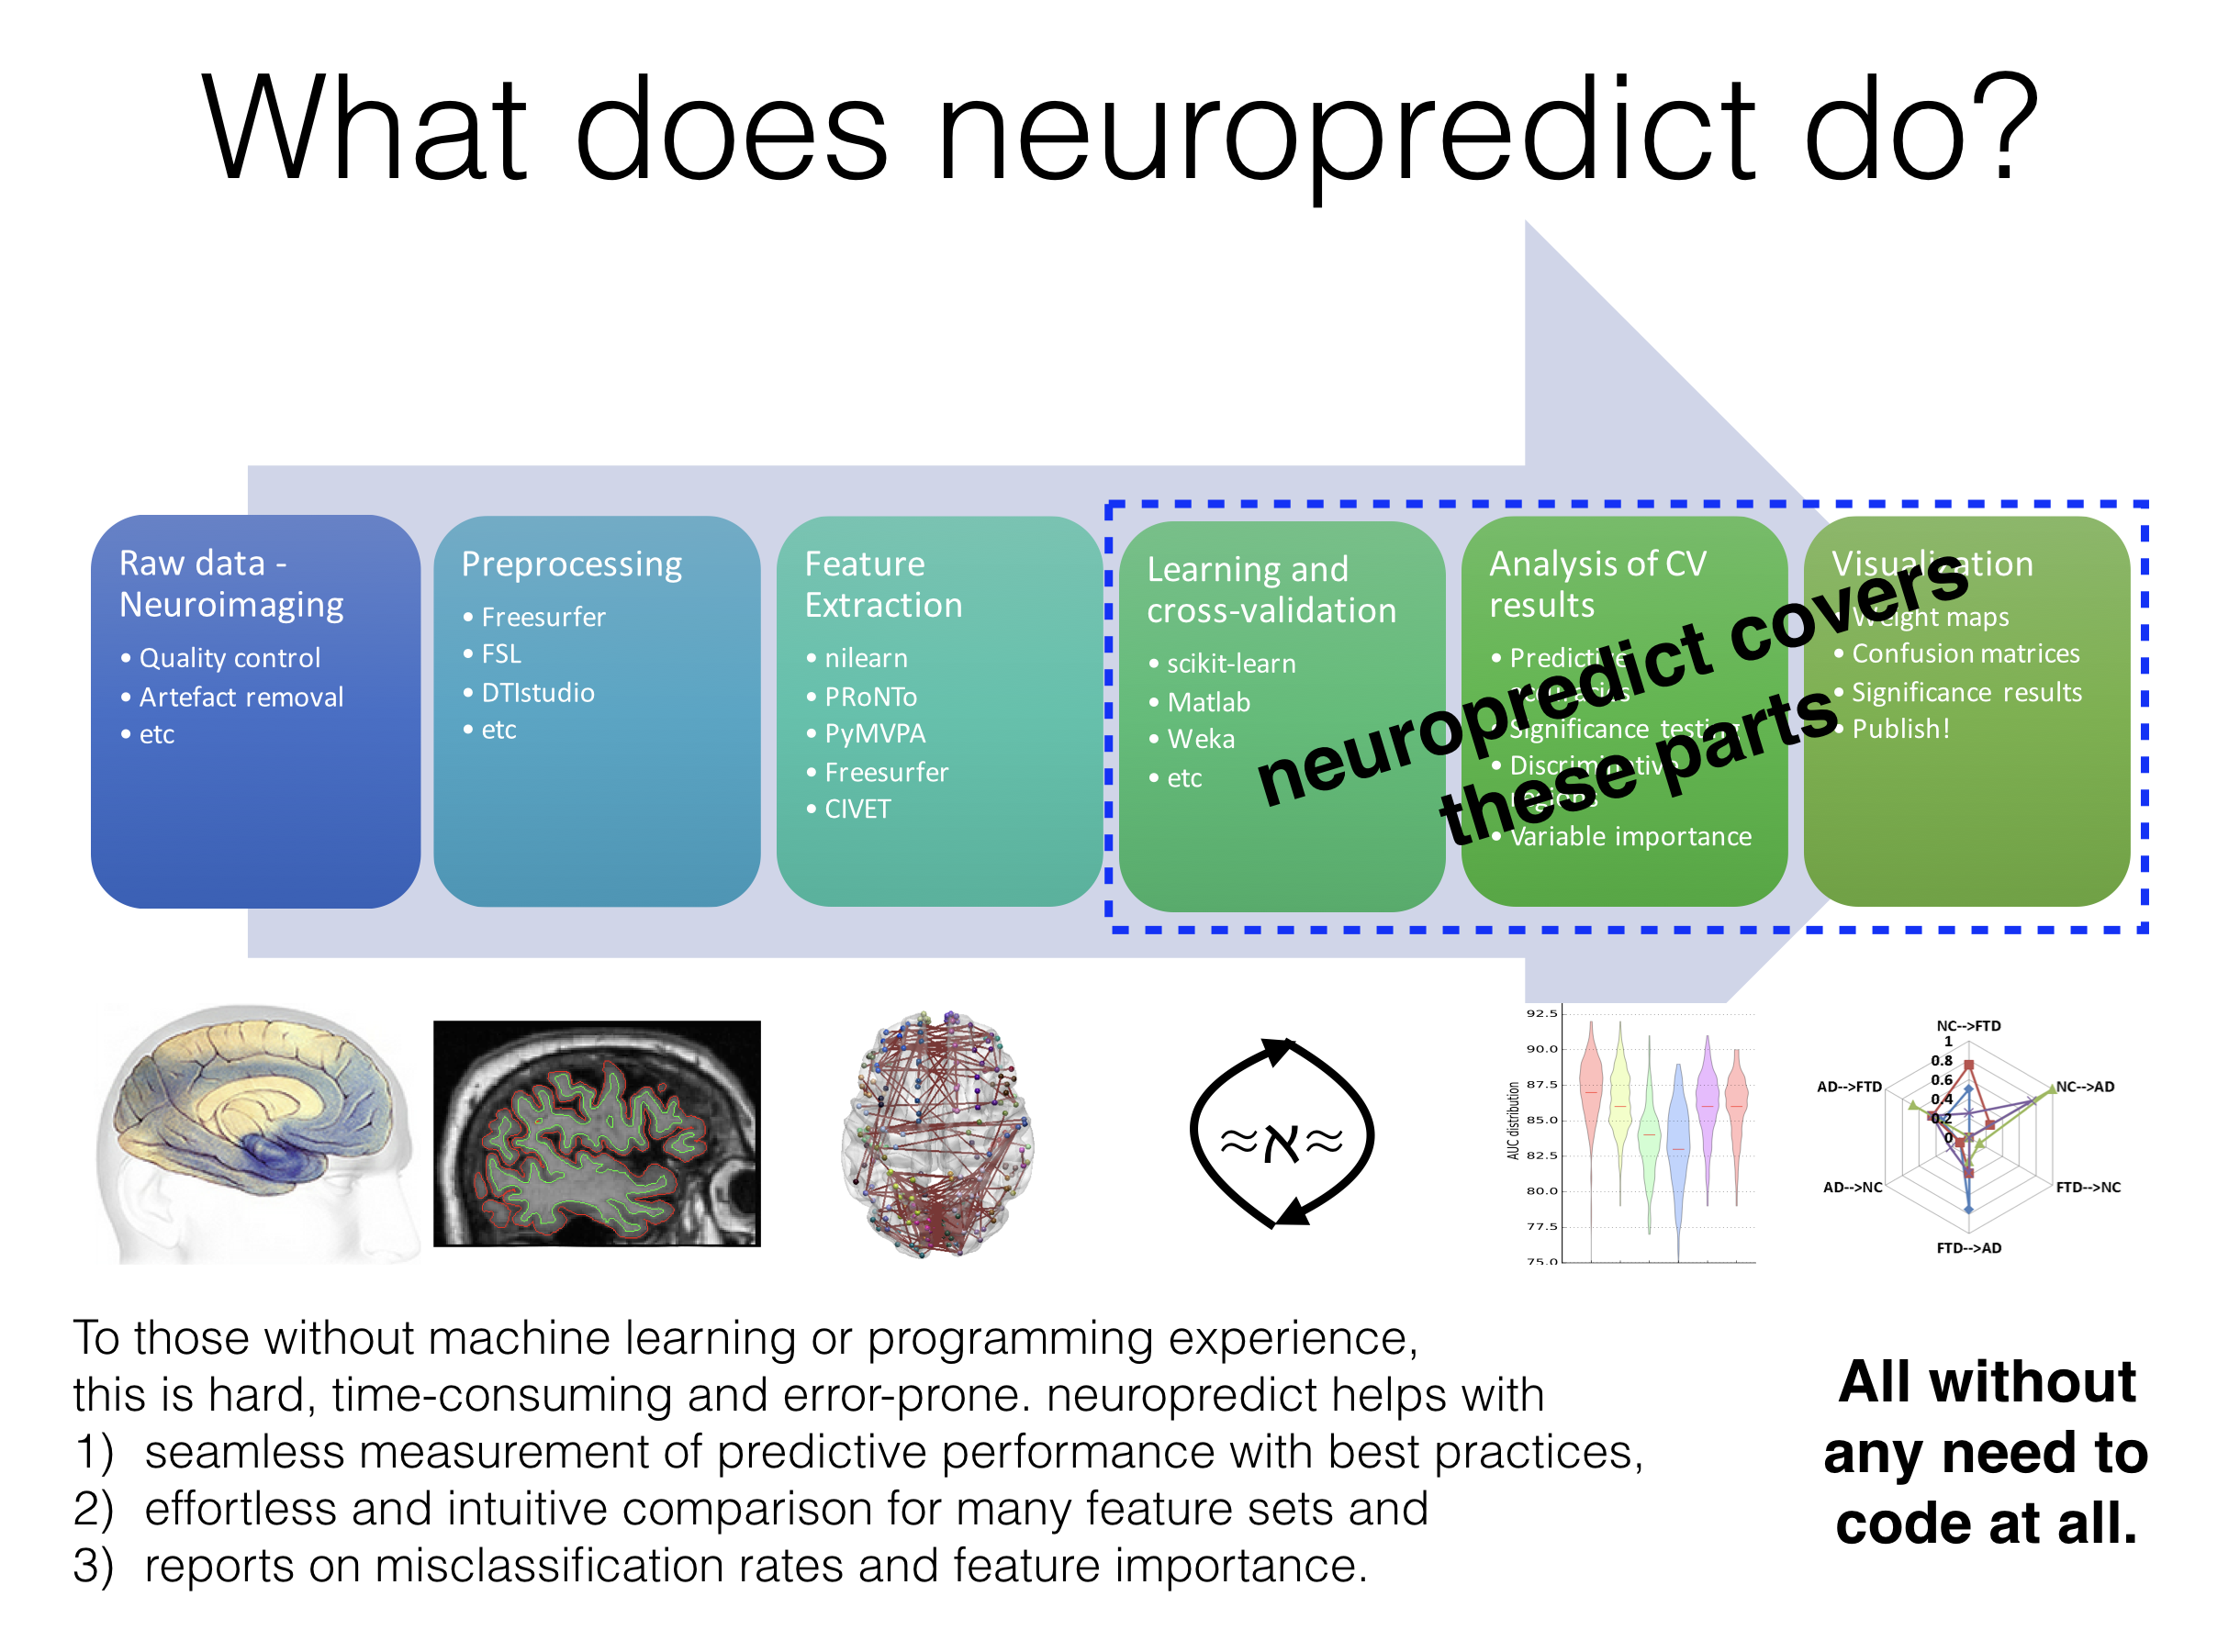 What does neuropredict do?
Raw data -
Neuroimaging
• Quality control
• Artefact removal
• etc
Preprocessing
• Freesurfer
• FSL
• DTIstudio
• etc
Feature
Extraction
• nilearn
• PRoNTo
• PyMVPA
• Freesurfer
• CIVET
Learning and
cross-validation
• scikit-learn
• Matlab
• Weka
• etc
Analysis of CV
results
• Predictive
• Significance testing
• Discriminative
regions
• Variable importance
Visualization
• Weight maps
• Confusion matrices
• Significance results
• Publish!
neuropredict covers
these parts
≈א≈
AUC distribution
92.5
90.0
87.5
85.0
82.5
80.0
77.5
75.0
NC-->FTD
1
0.8
0.6
0.4
0.2
0
NC-->AD
FTD-->NC
FTD-->AD
AD-->NC
AD-->FTD
To those without machine learning or programming experience,
this is hard, time-consuming and error-prone. neuropredict helps with
1) seamless measurement of predictive performance with best practices,
2) effortless and intuitive comparison for many feature sets and
3) reports on misclassification rates and feature importance.
All without
any need to
code at all.